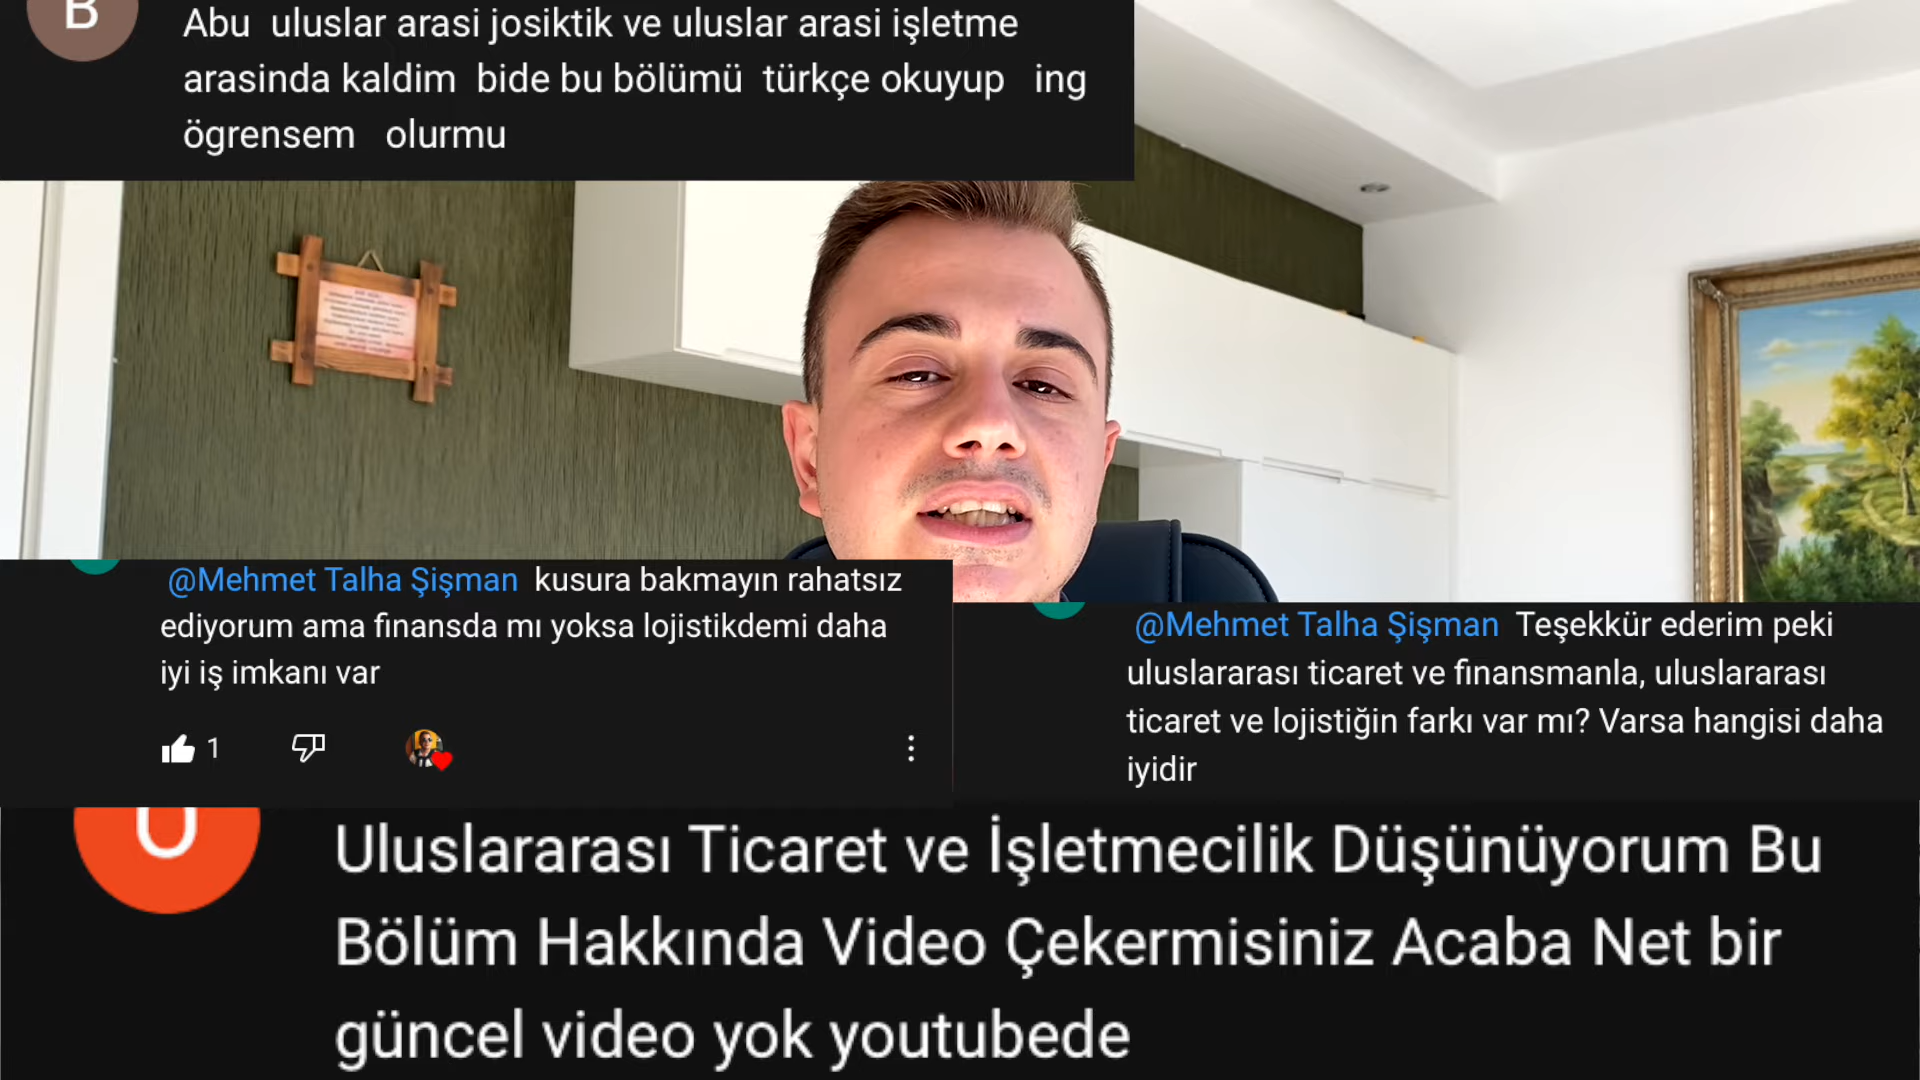 B
Abu uluslar arasi josiktik ve uluslar arasi işletme
arasinda kaldim bide bu bölümü türkçe okuyup ing
ögrensem olurmu
@Mehmet Talha Şişman kusura bakmayın rahatsız
ediyorum ama finansda mı yoksa lojistikdemi daha
iyi iş imkanı var
1
@Mehmet Talha Şişman Teşekkür ederim peki
uluslararası ticaret ve finansmanla, uluslararası
ticaret ve lojistiğin farkı var mı? Varsa hangisi daha
iyidir
Uluslararası Ticaret ve İşletmecilik Düşünüyorum Bu
Bölüm Hakkında Video Çekermisiniz Acaba Net bir
güncel video yok youtubede